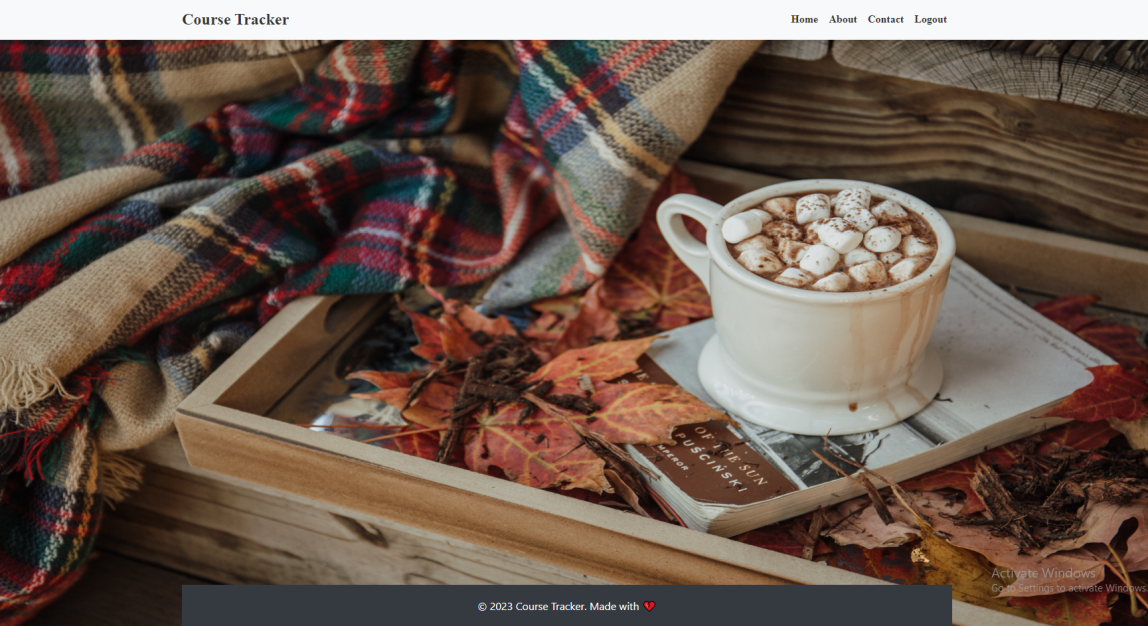 Course Tracker
Home About Contact Logout
OF THE SUN
PUŚCIŃSKI
EMPEROR
Activate Windows
Go to Settings to activate Windows.
© 2023 Course Tracker. Made with 💔